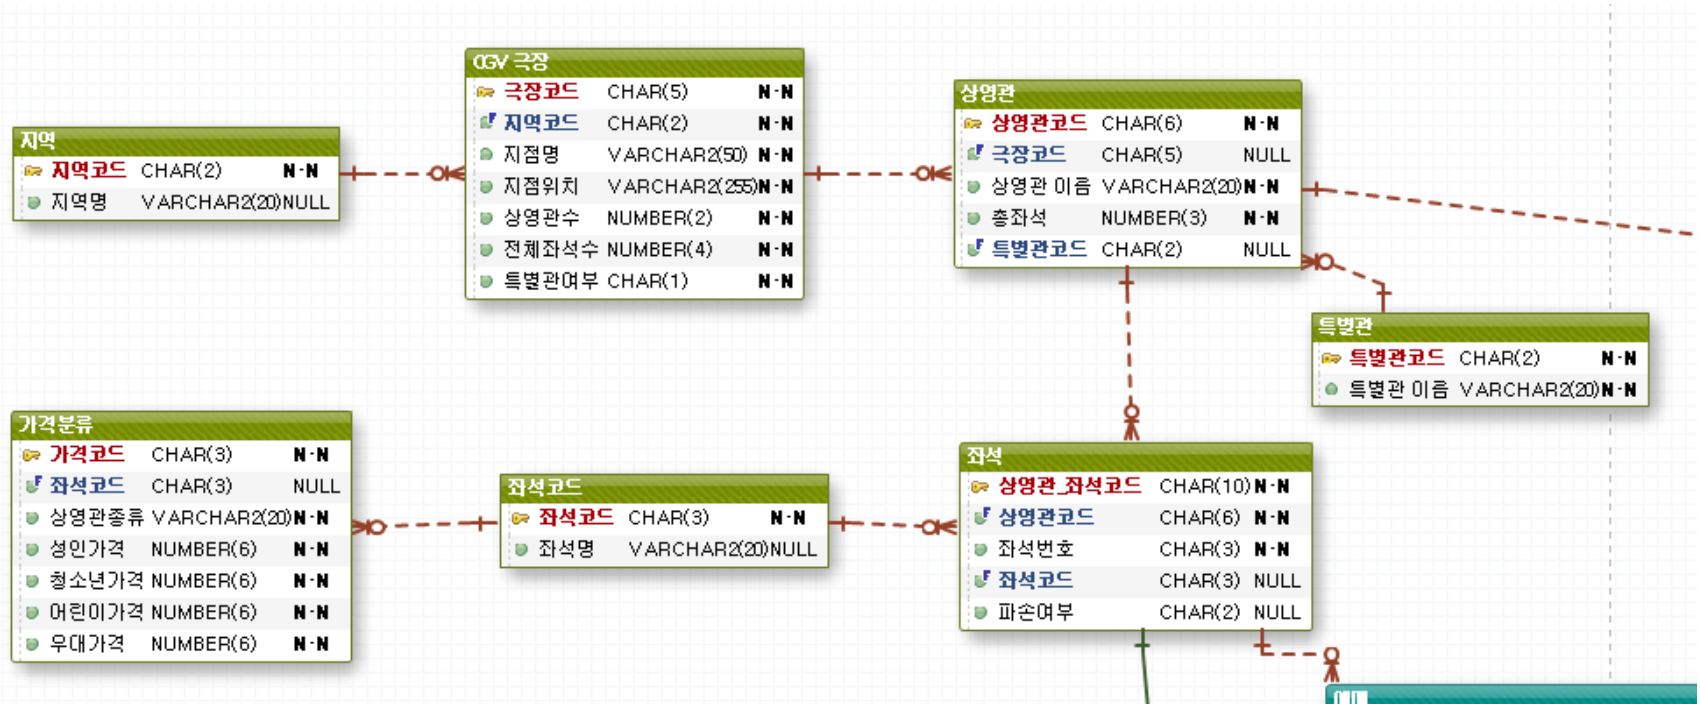 지역
지역코드 CHAR(2) N-N
지역명 VARCHAR2(20)NULL
CGV 극장
극장코드 CHAR(5) N-N
지역코드 CHAR(2) N-N
지점명 VARCHAR2(50) N-N
지점위치 VARCHAR2(255)N-N
상영관수 NUMBER(2) N-N
전체좌석수 NUMBER(4) N-N
특별관여부 CHAR(1) N-N
상영관
상영관코드 CHAR(6) N-N
극장코드 CHAR(5) NULL
상영관 이름 VARCHAR2(20)N-N
총좌석 NUMBER(3) N-N
특별관코드 CHAR(2) NULL
특별관
특별관코드 CHAR(2) N-N
특별관 이름 VARCHAR2(20)N-N
가격분류
가격코드 CHAR(3) N-N
좌석코드 CHAR(3) NULL
상영관종류 VARCHAR2(20)N-N
성인가격 NUMBER(6) N-N
청소년가격 NUMBER(6) N-N
어린이가격 NUMBER(6) N-N
우대가격 NUMBER(6) N-N
좌석코드
좌석코드 CHAR(3) N-N
좌석명 VARCHAR2(20)NULL
좌석
상영관_좌석코드 CHAR(10) N-N
상영관코드 CHAR(6) N-N
좌석번호 CHAR(3) N-N
좌석코드 CHAR(3) NULL
파손여부 CHAR(2) NULL